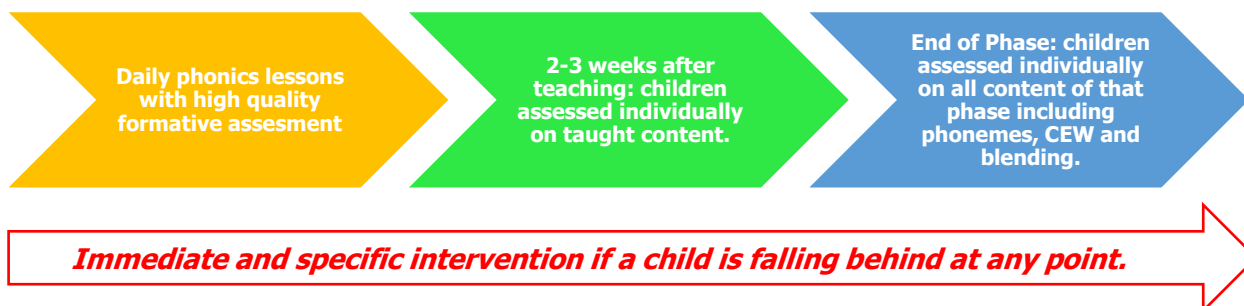 Daily phonics lessons
with high quality
formative assesment
2-3 weeks after
teaching: children
assessed individually
on taught content.
End of Phase: children
assessed individually
on all content of that
phase including
phonemes, CEW and
blending.
Immediate and specific intervention if a child is falling behind at any point.